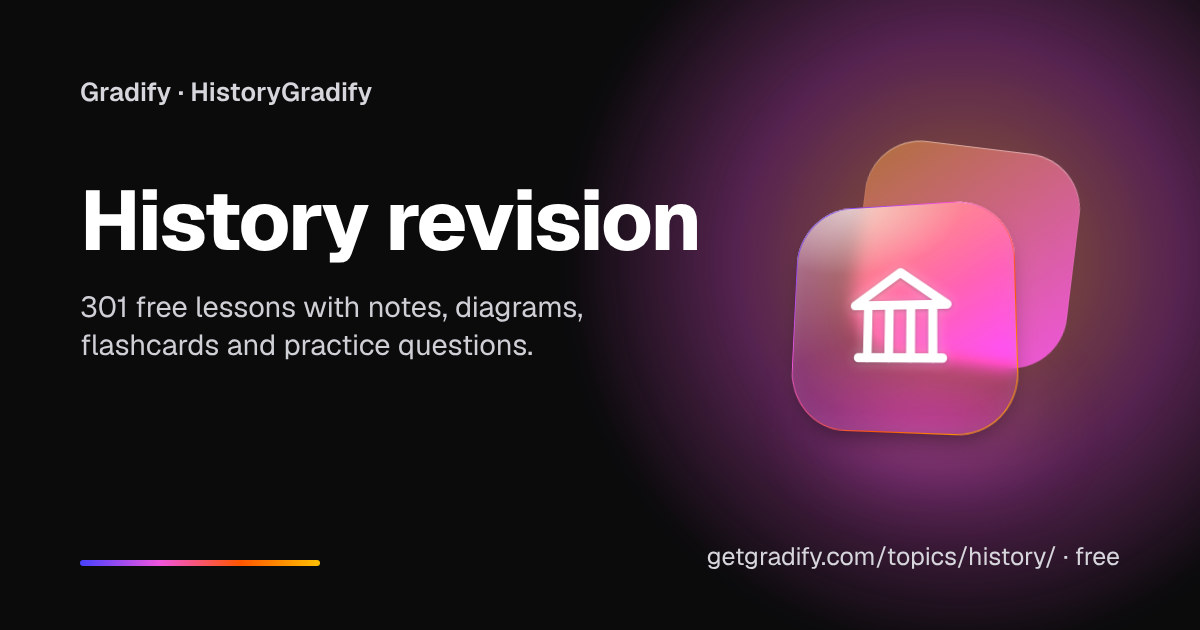 Gradify · HistoryGradify
History revision
301 free lessons with notes, diagrams,
flashcards and practice questions.
getgradify.com/topics/history/ · free